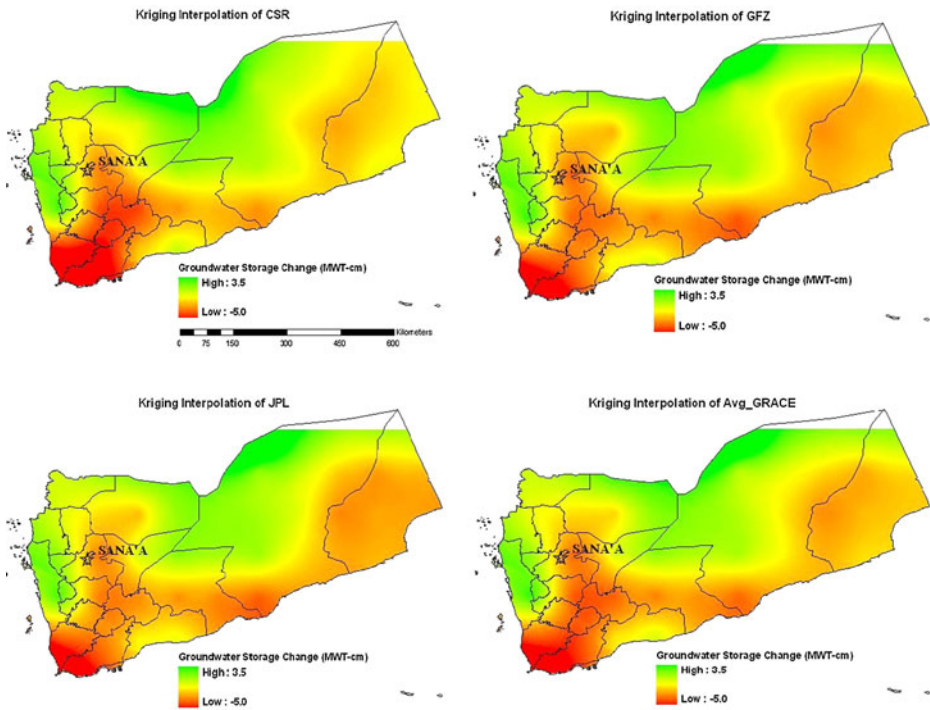 Kriging Interpolation of CSR
SANA'A
Groundwater Storage Change (MWT-cm)
High : 3.5
Low : -5.0
Kilometers
0 75 150 300 450 600
Kriging Interpolation of GFZ
SANA'A
Groundwater Storage Change (MWT-cm)
High : 3.5
Low : -5.0
Kriging Interpolation of JPL
SANA'A
Groundwater Storage Change (MWT-cm)
High : 3.5
Low : -5.0
Kriging Interpolation of Avg_GRACE
SANA'A
Groundwater Storage Change (MWT-cm)
High : 3.5
Low : -5.0